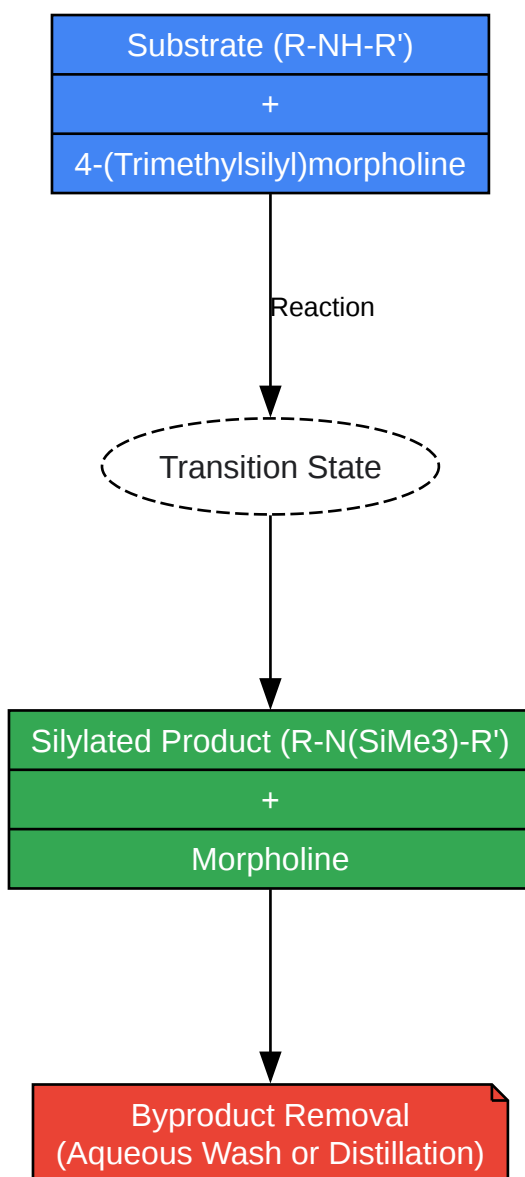 Substrate (R-NH-R')
+
4-(Trimethylsilyl)morpholine
Reaction
Transition State
Silylated Product (R-N(SiMe3)-R')
+
Morpholine
Byproduct Removal
(Aqueous Wash or Distillation)